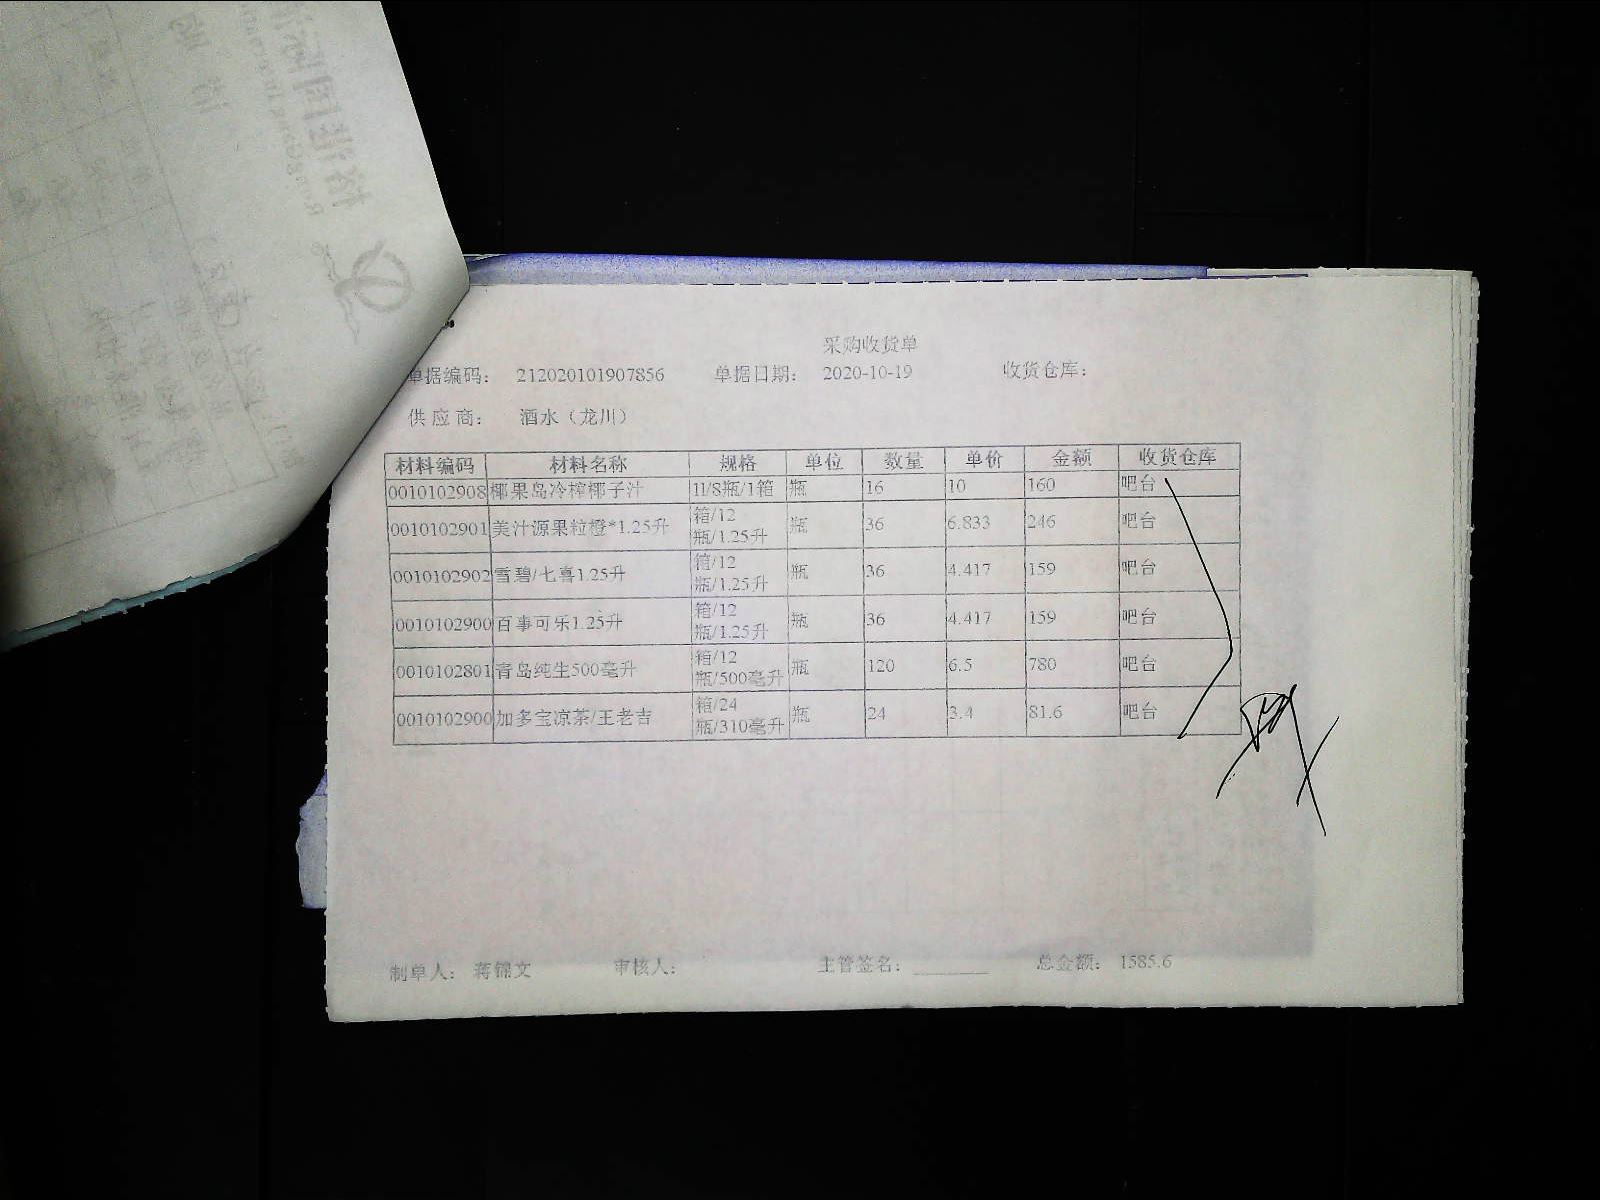 采购收货单
单据编码： 212020101907856 单据日期： 2020-10-19 收货仓库：
供应商： 酒水（龙川）
材料编码 材料名称 规格 单位 数量 单价 金额 收货仓库
0010102908 椰果岛冷榨椰子汁 1l/8瓶/1箱 瓶 16 10 160 吧台
0010102901 美汁源果粒橙*1.25升 箱/12 瓶/1.25升 瓶 36 6.833 246 吧台
0010102902 雪碧/七喜1.25升 箱/12 瓶/1.25升 瓶 36 4.417 159 吧台
0010102900 百事可乐1.25升 箱/12 瓶/1.25升 瓶 36 4.417 159 吧台
0010102801 青岛纯生500毫升 箱/12 瓶/500毫升 瓶 120 6.5 780 吧台
0010102900 加多宝凉茶/王老吉 箱/24 瓶/310毫升 瓶 24 3.4 81.6 吧台
制单人： 蒋锦文 审核人： 主管签名： 总金额： 1585.6